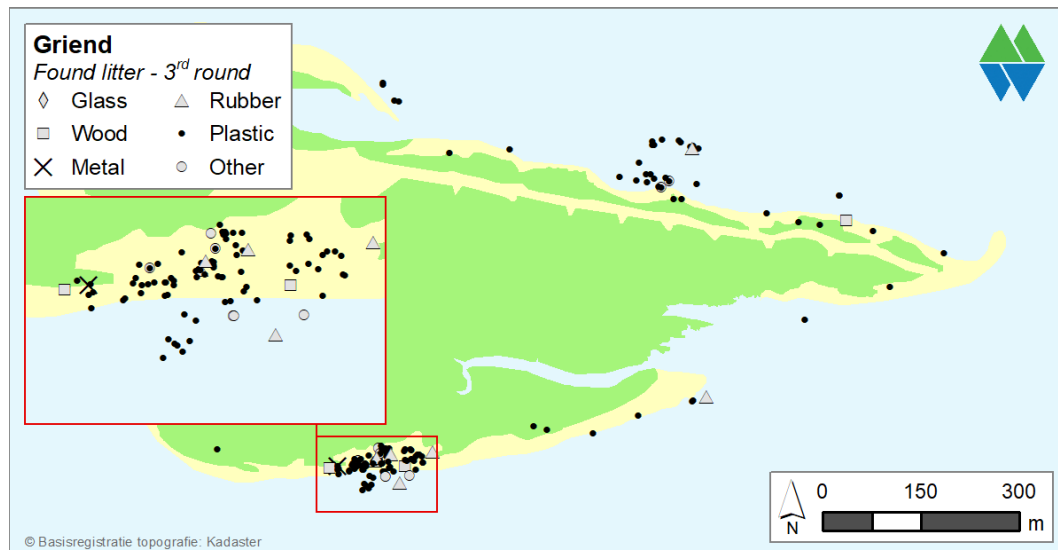 Griend
Found litter - 3rd round
Glass
Rubber
Wood
Plastic
Metal
Other
0 150 300
m
N
© Basisregistratie topografie: Kadaster